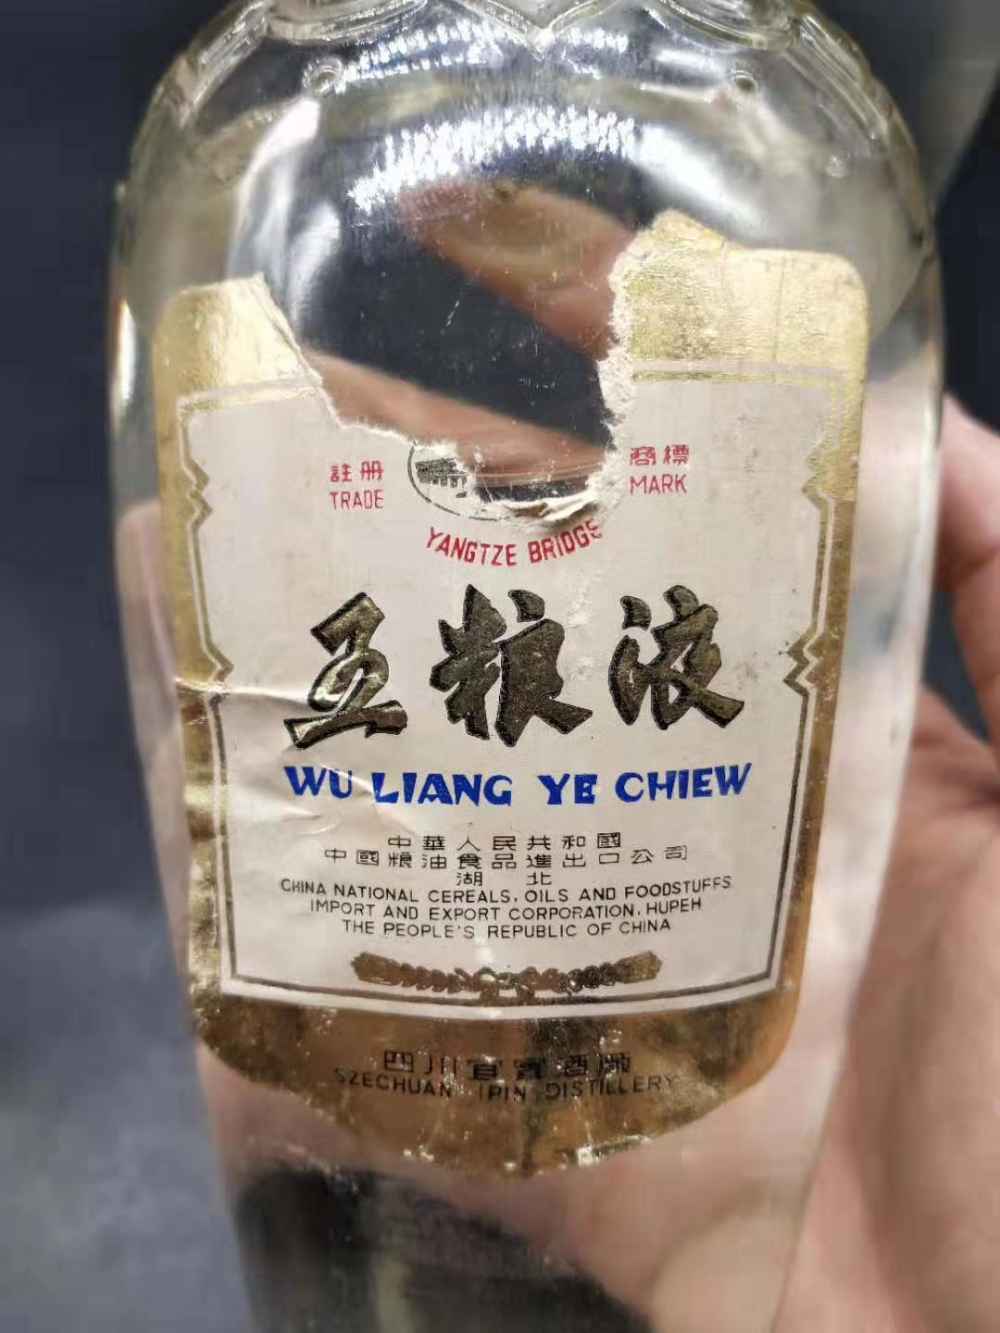 註册 商標
TRADE MARK
YANGTZE BRIDGE
五粮液
WU LIANG YE CHIEW
中華人民共和國
中國粮油食品進出口公司
湖北
CHINA NATIONAL CEREALS, OILS AND FOODSTUFFS
IMPORT AND EXPORT CORPORATION, HUPEH
THE PEOPLE'S REPUBLIC OF CHINA
四川宜賓酒廠
SZECHUAN IPIN DISTILLERY